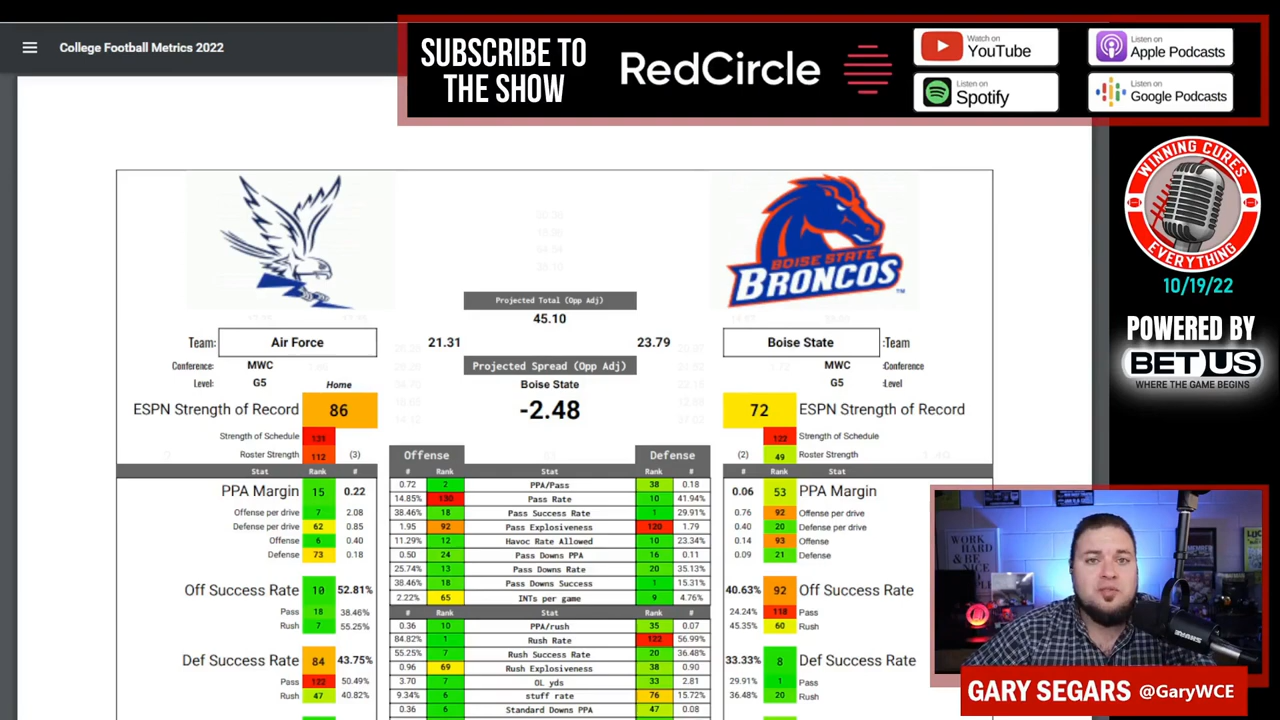 College Football Metrics 2022
SUBSCRIBE TO
THE SHOW
RedCircle
Watch on
YouTube
Listen on
Apple Podcasts
Listen on
Spotify
Listen on
Google Podcasts
WINNING CURES
EVERYTHING
10/19/22
POWERED BY
BETUS
WHERE THE GAME BEGINS
BOISE STATE
BRONCOS
Projected Total (Opp Adj)
45.10
Team: Air Force 21.31 23.79 Boise State :Team
Conference: MWC Projected Spread (Opp Adj) MWC :Conference
Level: G5 Home Boise State G5 :Level
ESPN Strength of Record 86 -2.48 72 ESPN Strength of Record
Strength of Schedule 131 122 Strength of Schedule
Roster Strength 112 (3) Offense Defense (2) 49 Roster Strength
Stat Rank # # Rank Stat Rank # # Rank Stat
PPA Margin 15 0.22 0.06 53 PPA Margin
Offense per drive 7 2.08 0.76 92 Offense per drive
Defense per drive 62 0.85 0.40 20 Defense per drive
Offense 6 0.40 0.14 93 Offense
Defense 73 0.18 0.09 21 Defense
Off Success Rate 10 52.81% 40.63% 92 Off Success Rate
Pass 18 38.46% 24.24% 118 Pass
Rush 7 55.25% 45.35% 60 Rush
Def Success Rate 84 43.75% 33.33% 8 Def Success Rate
Pass 122 50.49% 29.91% 1 Pass
Rush 47 40.82% 36.48% 20 Rush
0.72 2 PPA/Pass 38 0.18
14.85% 130 Pass Rate 10 41.94%
38.46% 18 Pass Success Rate 1 29.91%
1.95 92 Pass Explosiveness 120 1.79
11.29% 12 Havoc Rate Allowed 10 23.34%
0.50 24 Pass Downs PPA 16 0.11
25.74% 13 Pass Downs Rate 20 35.13%
38.46% 18 Pass Downs Success 1 15.31%
2.22% 65 INTs per game 9 4.76%
# Rank Stat Rank #
0.36 10 PPA/rush 35 0.07
84.82% 1 Rush Rate 122 56.99%
55.25% 7 Rush Success Rate 20 36.48%
0.96 69 Rush Explosiveness 38 0.90
3.70 7 OL yds 33 2.81
9.34% 6 stuff rate 76 15.72%
0.36 6 Standard Downs PPA 47 0.08
WORK
HARD &
GARY SEGARS @GaryWCE